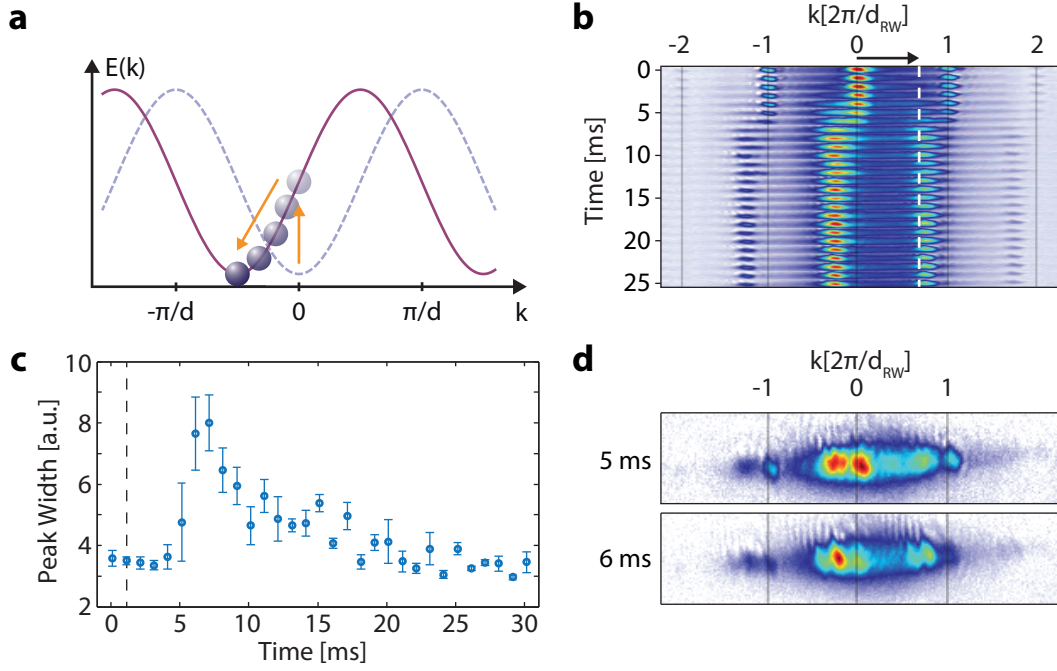 a
E(k)
-π/d
0
π/d
k
b
k[2π/d_RW]
-2
-1
0
1
2
0
5
10
15
20
25
Time [ms]
c
10
8
6
4
2
Peak Width [a.u.]
0
5
10
15
20
25
30
Time [ms]
d
k[2π/d_RW]
-1
0
1
5 ms
6 ms